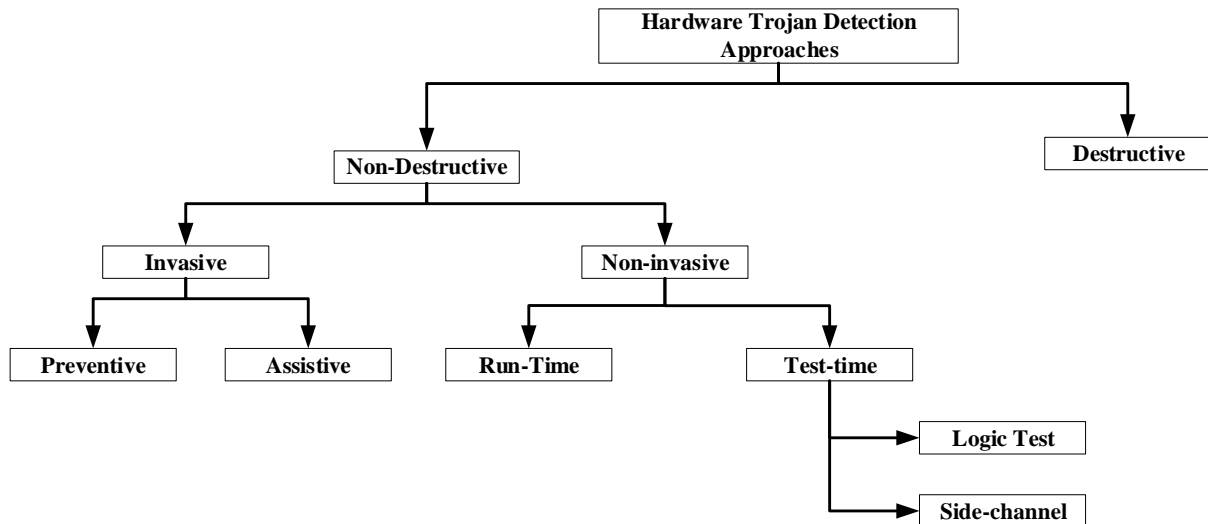 Hardware Trojan Detection
Approaches
Non-Destructive
Destructive
Invasive
Non-invasive
Preventive
Assistive
Run-Time
Test-time
Logic Test
Side-channel